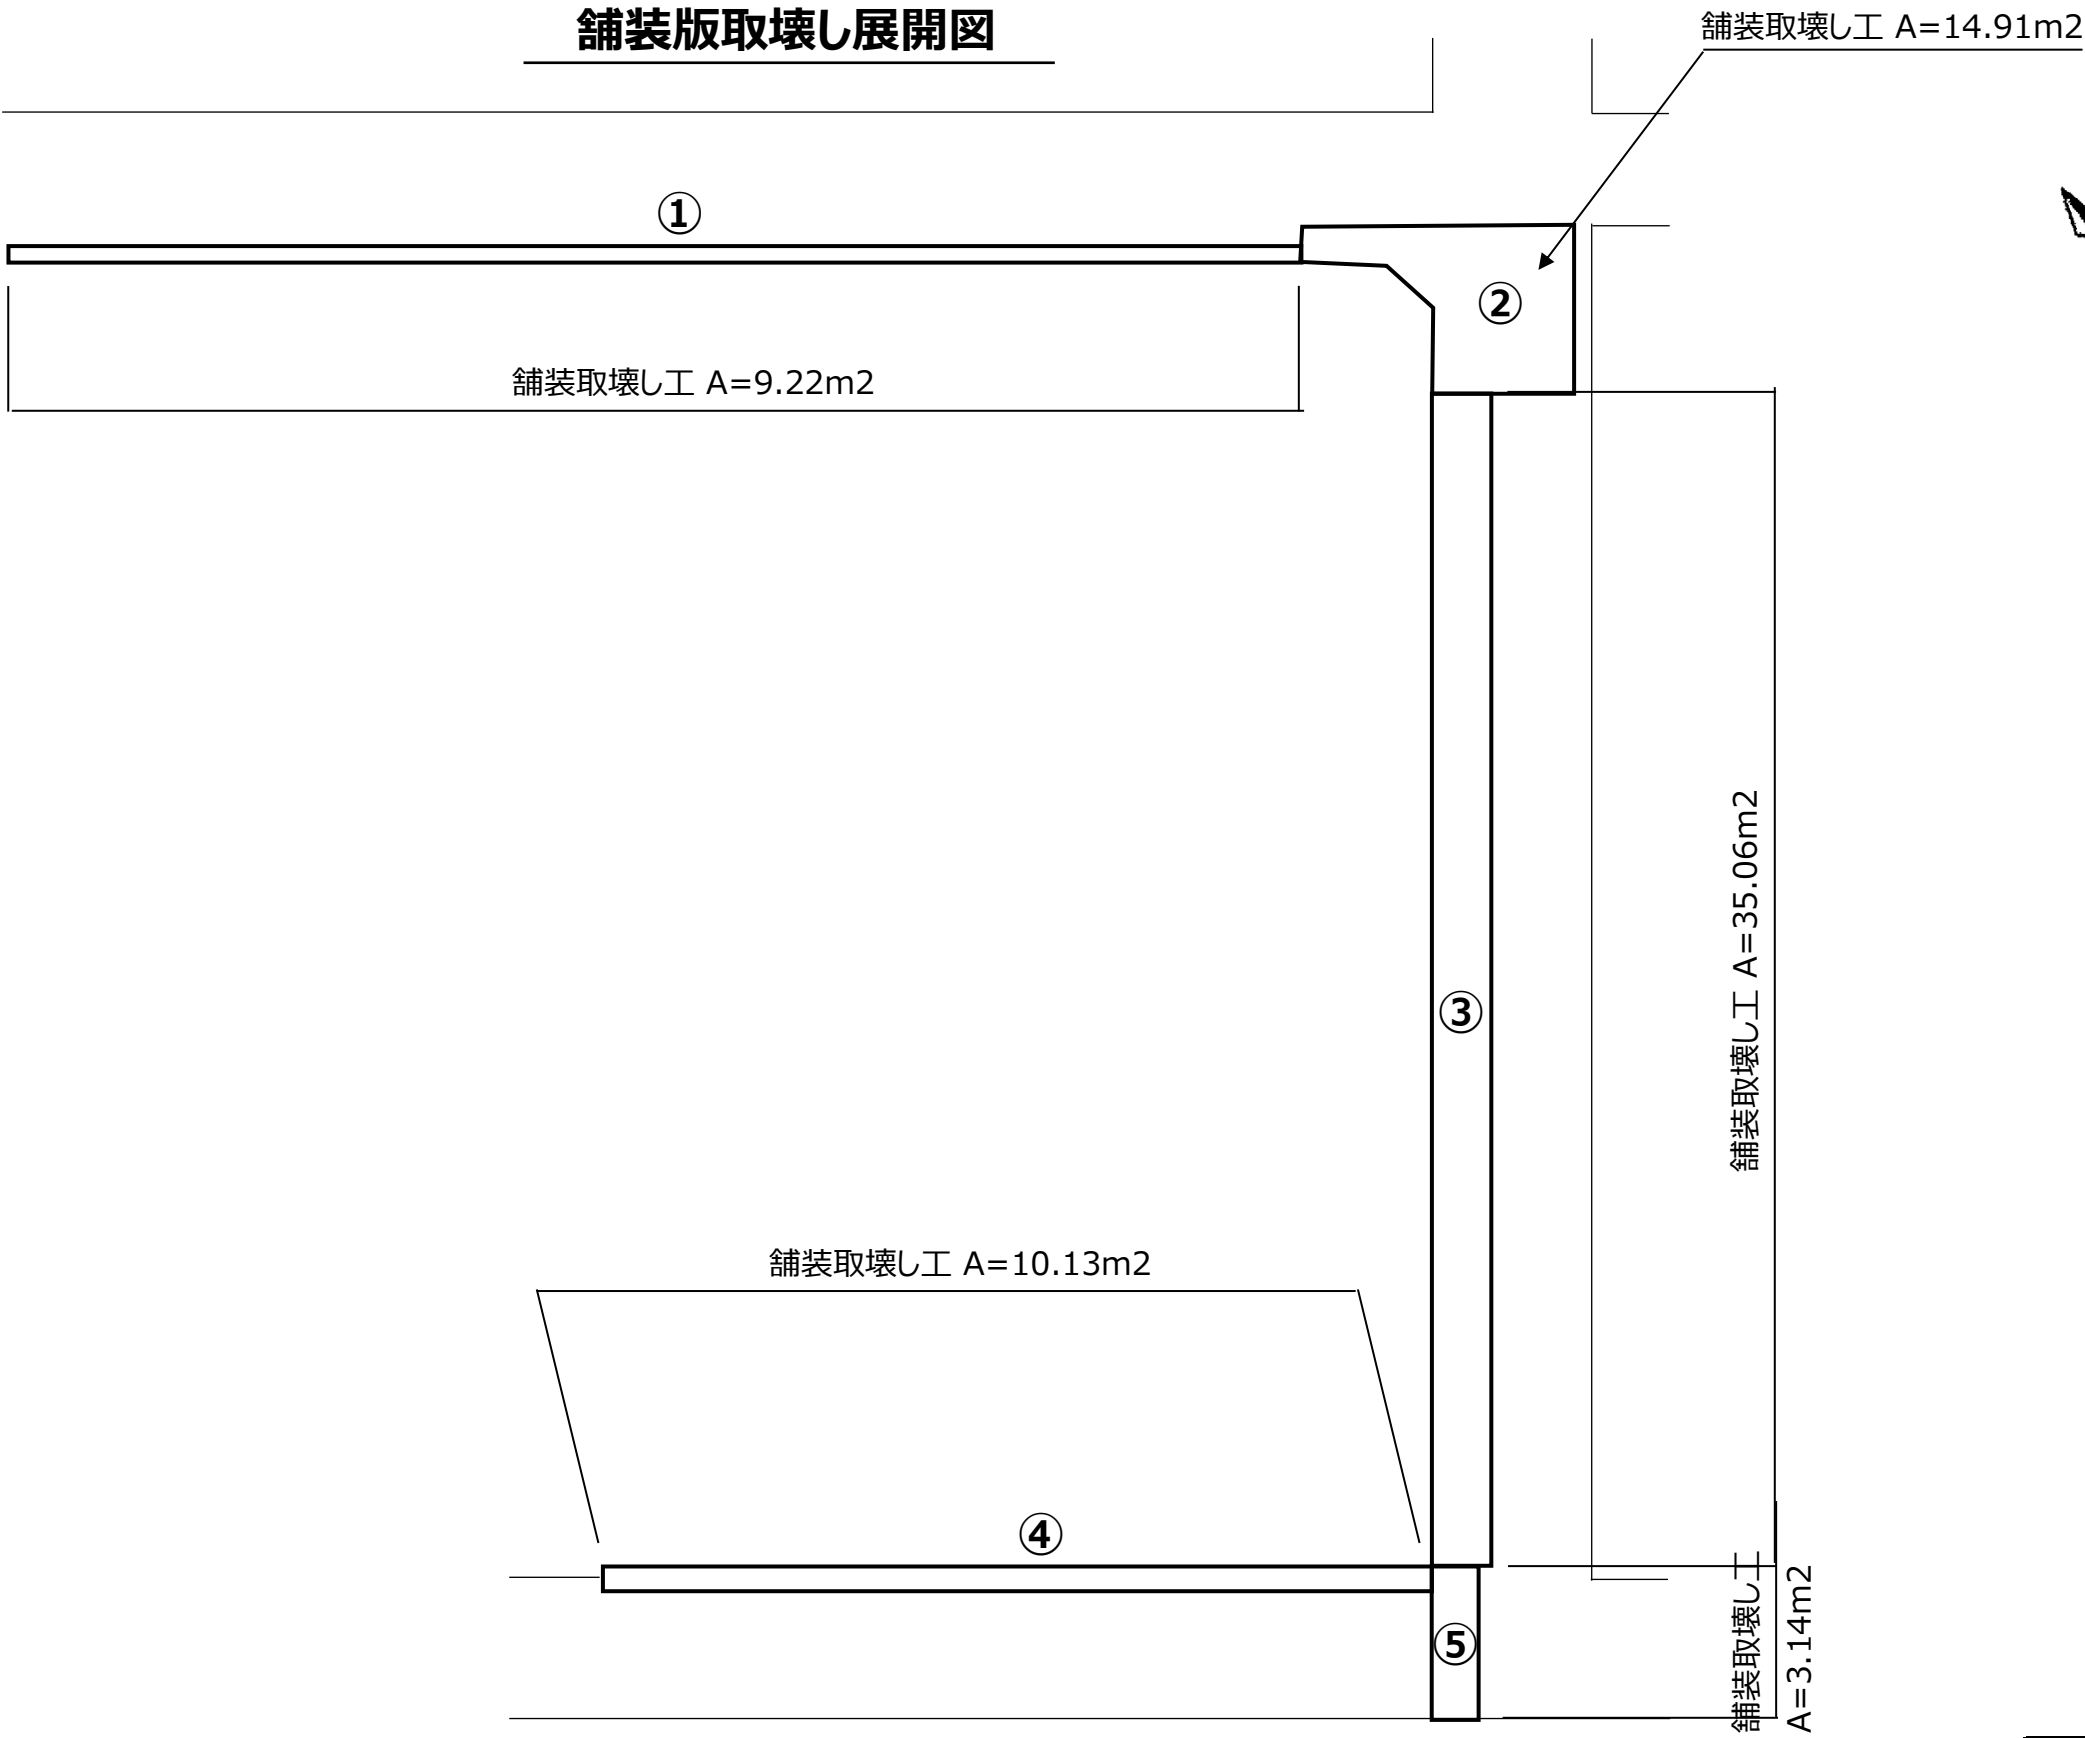 舗装版取壊し展開図
舗装取壊し工 A=14.91m2
①
②
舗装取壊し工 A=9.22m2
舗装取壊し工 A=35.06m2
③
舗装取壊し工 A=10.13m2
④
⑤
舗装取壊し工
A=3.14m2